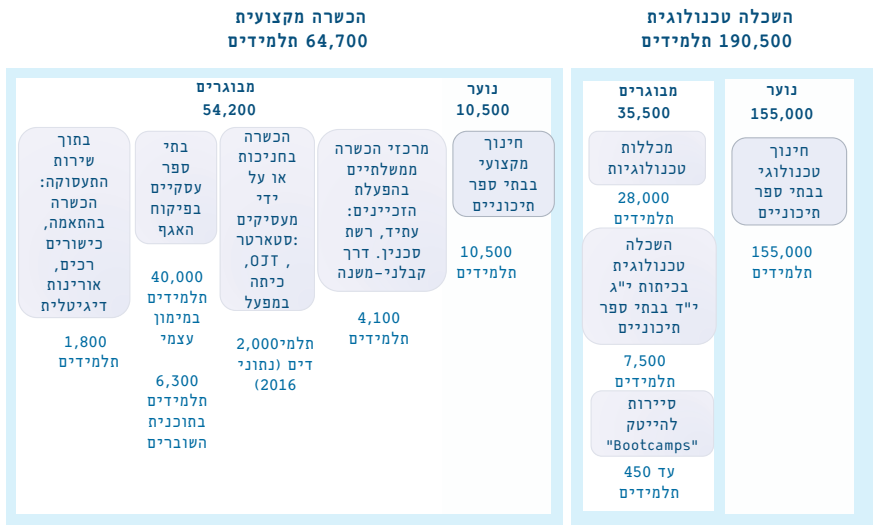 השכלה טכנולוגית
190,500 תלמידים
נוער
155,000
חינוך
טכנולוגי
בבתי ספר
תיכוניים
155,000
תלמידים
מבוגרים
35,500
מכללות
טכנולוגיות
28,000
תלמידים
השכלה
טכנולוגית
בכיתות י"ג
י"ד בבתי ספר
תיכוניים
7,500
תלמידים
סיירות
להייטק
"Bootcamps"
עד 450
תלמידים
הכשרה מקצועית
64,700 תלמידים
נוער
10,500
חינוך
מקצועי
בבתי ספר
תיכוניים
10,500
תלמידים
מבוגרים
54,200
מרכזי הכשרה
ממשלתיים
בהפעלת
הזכיינים:
עתיד, רשת
סכנין. דרך
קבלני-משנה
4,100
תלמידים
הכשרה
בחניכות
או על
ידי
מעסיקים
:סטארטר
, OJT,
כיתה
במפעל
2,000תלמי
דים (נתוני
2016)
בתי
ספר
עסקיים
בפיקוח
האגף
40,000
תלמידים
במימון
עצמי
6,300
תלמידים
בתוכנית
השוברים
בתוך
שירות
התעסוקה:
הכשרה
בהתאמה,
כישורים
רכים,
אורינות
דיגיטלית
1,800
תלמידים